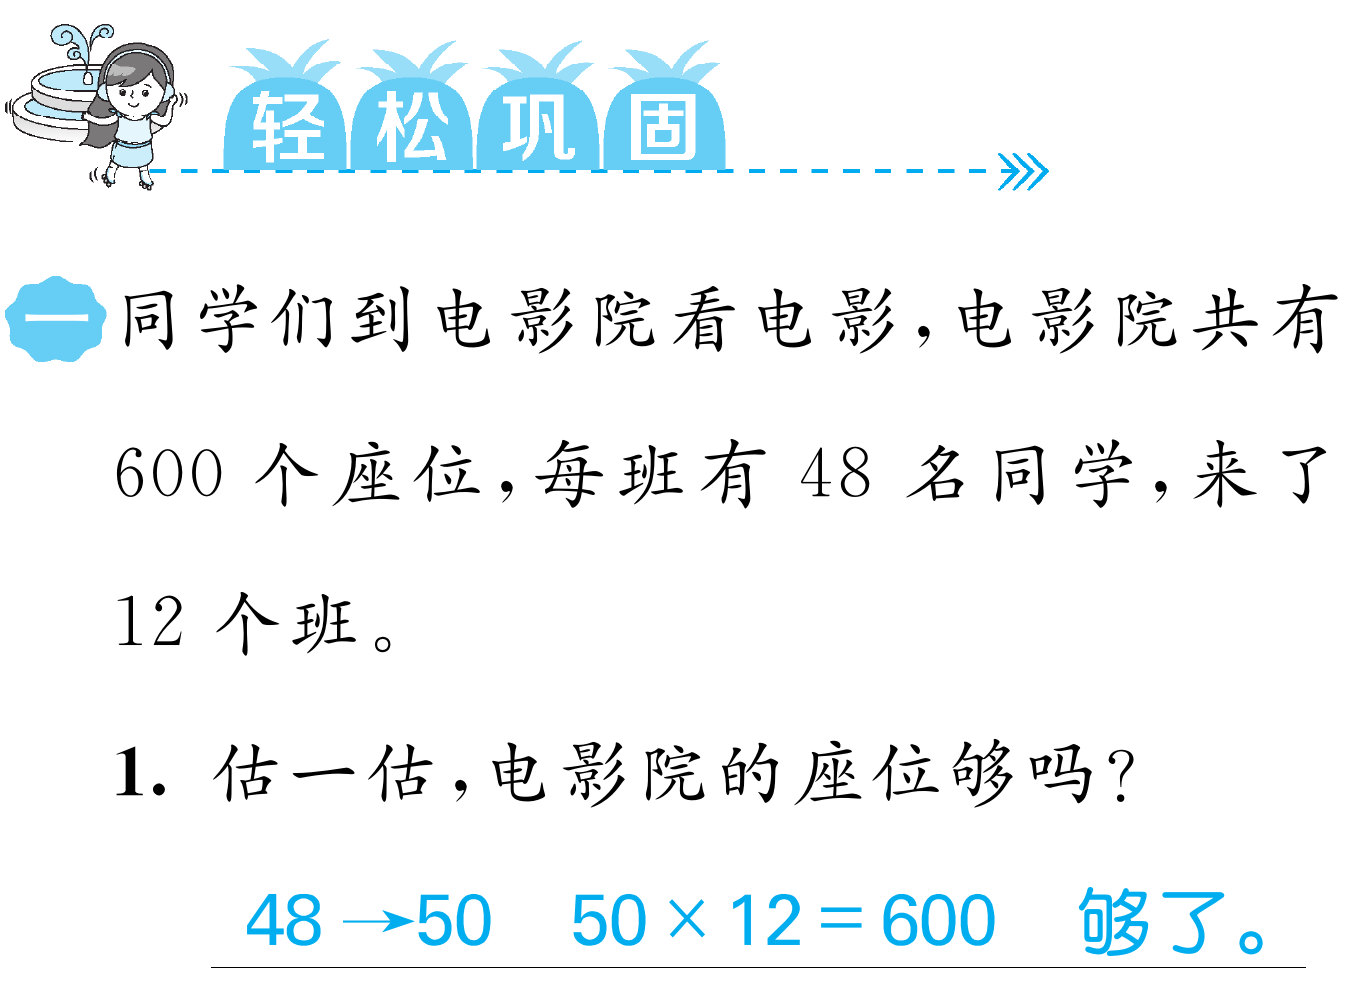 轻松巩固
一 同学们到电影院看电影,电影院共有
600 个座位,每班有 48 名同学,来了
12 个班。
1. 估一估,电影院的座位够吗?
48→50 50×12=600 够了。